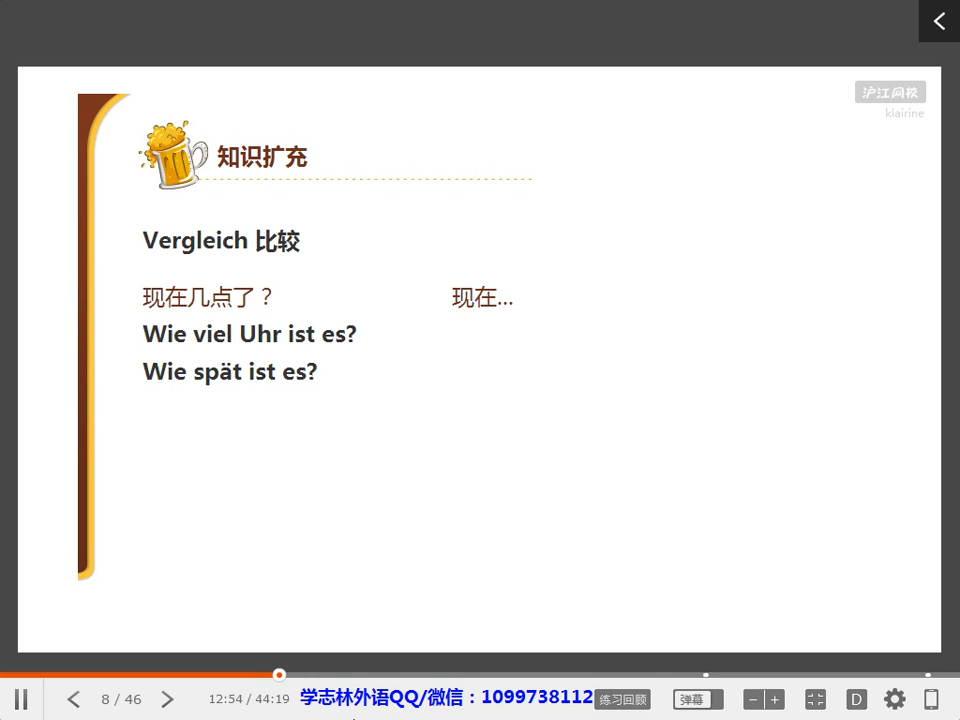 沪江网校
klairine
知识扩充
Vergleich 比较
现在几点了？
现在...
Wie viel Uhr ist es?
Wie spät ist es?
8 / 46
12:54 / 44:19
学志林外语QQ/微信：1099738112
练习回顾
弹幕
D